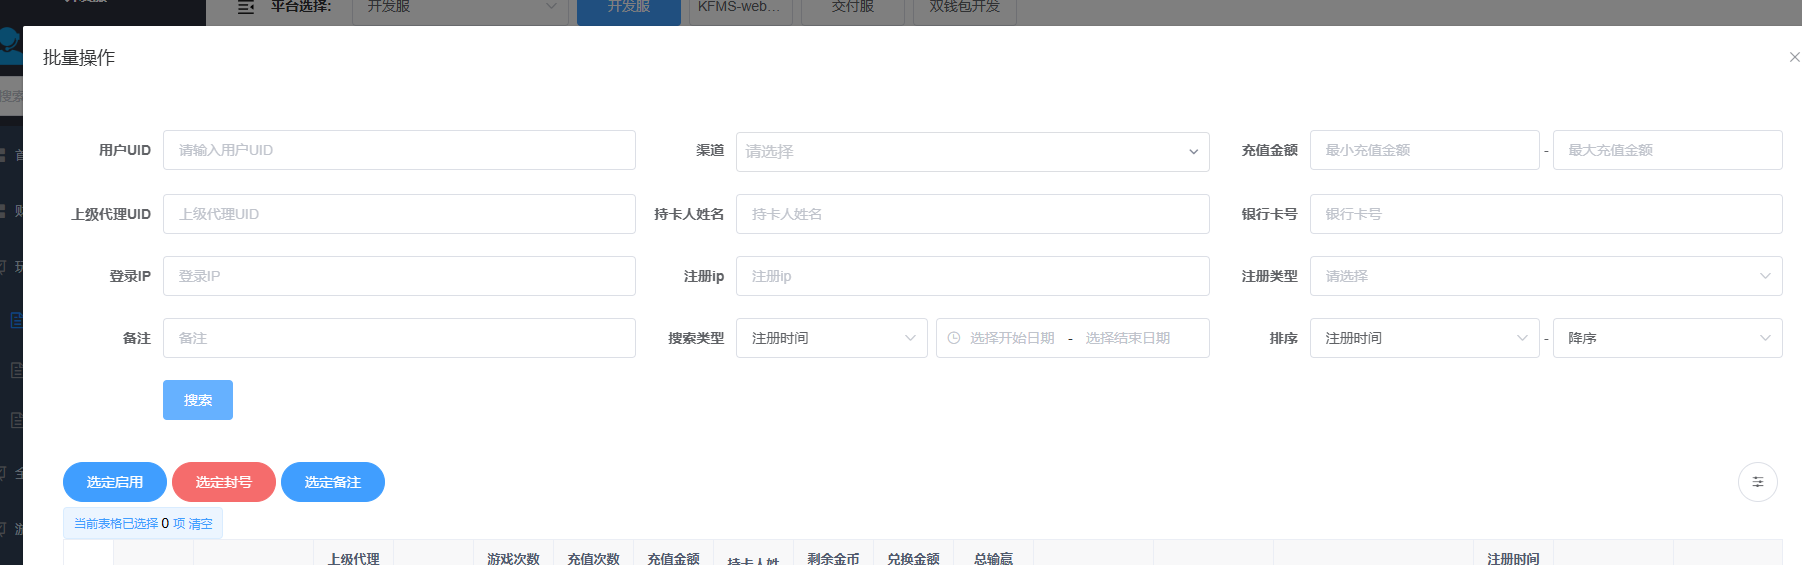 平台选择: 开发服 开发服 KFMS-web... 交付服 双钱包开发
批量操作
搜索
用户UID 请输入用户UID 渠道 请选择 充值金额 最小充值金额 - 最大充值金额
上级代理UID 上级代理UID 持卡人姓名 持卡人姓名 银行卡号 银行卡号
登录IP 登录IP 注册ip 注册ip 注册类型 请选择
备注 备注 搜索类型 注册时间 选择开始日期 - 选择结束日期 排序 注册时间 - 降序
搜索
选定启用 选定封号 选定备注
当前表格已选择 0 项 清空
上级代理 游戏次数 充值次数 充值金额 持卡人姓 剩余金币 兑换金额 总输赢 注册时间